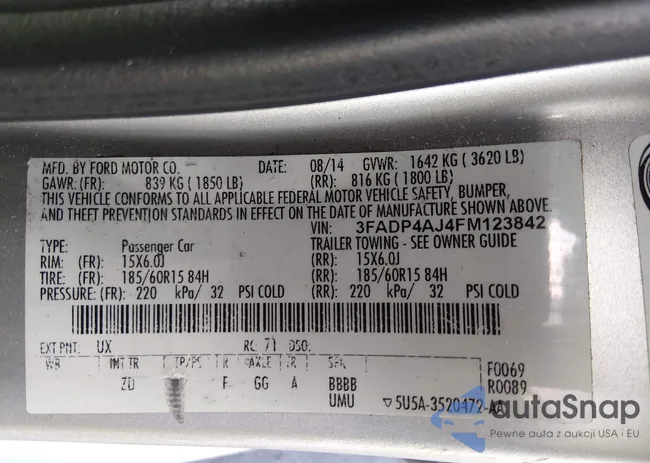 MFD. BY FORD MOTOR CO. DATE: 08/14 GVWR: 1642 KG ( 3620 LB)
GAWR: (FR): 839 KG ( 1850 LB) (RR): 816 KG ( 1800 LB)
THIS VEHICLE CONFORMS TO ALL APPLICABLE FEDERAL MOTOR VEHICLE SAFETY, BUMPER,
AND THEFT PREVENTION STANDARDS IN EFFECT ON THE DATE OF MANUFACTURE SHOWN ABOVE.
VIN: 3FADP4AJ4FM123842
TYPE: Passenger Car TRAILER TOWING - SEE OWNER GUIDE
RIM: (FR): 15X6.0J (RR): 15X6.0J
TIRE: (FR): 185/60R15 84H (RR): 185/60R15 84H
PRESSURE: (FR): 220 kPa/ 32 PSI COLD (RR): 220 kPa/ 32 PSI COLD
EXT PNT: UX RC: 71 DSO:
WB INT TR TP/PS R AXLE TR SPR F0069
ZD F GG A BBBB R0089
UMU 5U5A-3520472-AA
autaSnap
Pewne auta z aukcji USA i EU